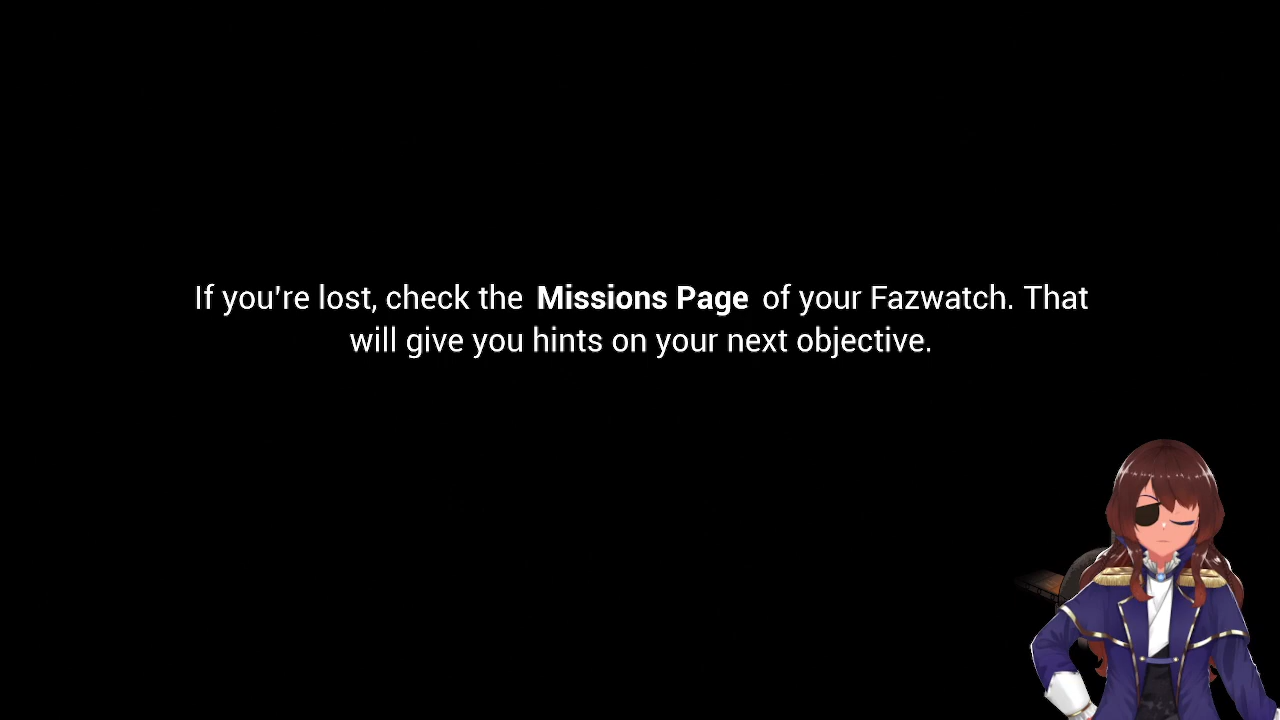 If you're lost, check the Missions Page of your Fazwatch. That
will give you hints on your next objective.